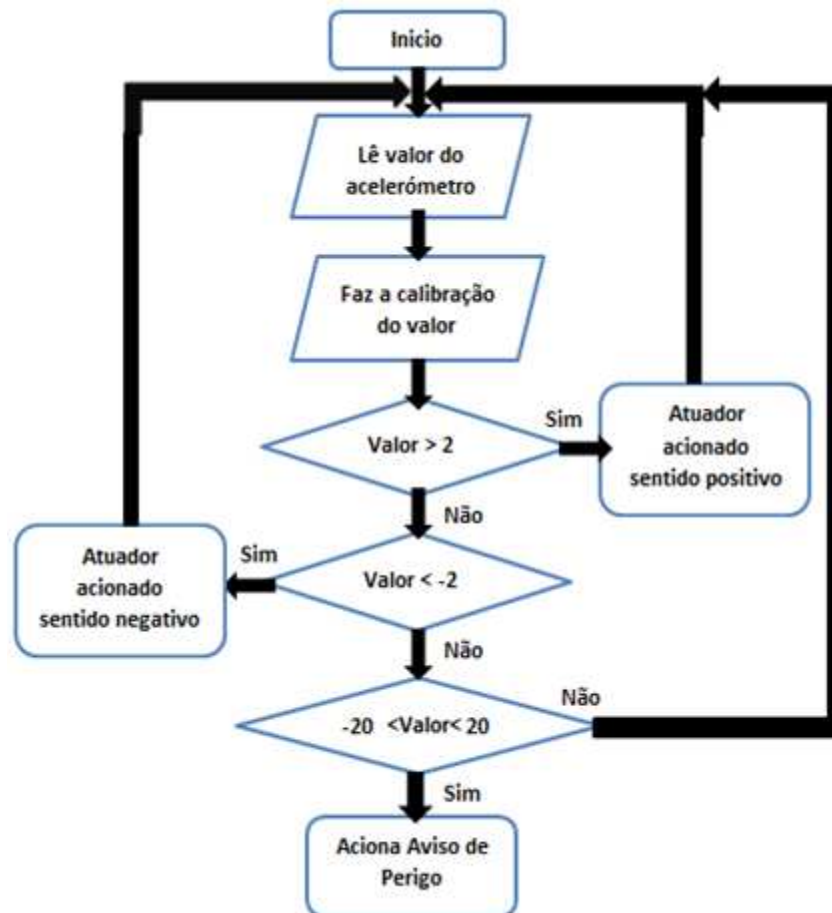 Inicio
Lê valor do
acelerómetro
Faz a calibração
do valor
Valor > 2
Sim
Atuador
acionado
sentido positivo
Não
Valor < -2
Sim
Atuador
acionado
sentido negativo
Não
-20 <Valor< 20
Não
Sim
Aciona Aviso de
Perigo